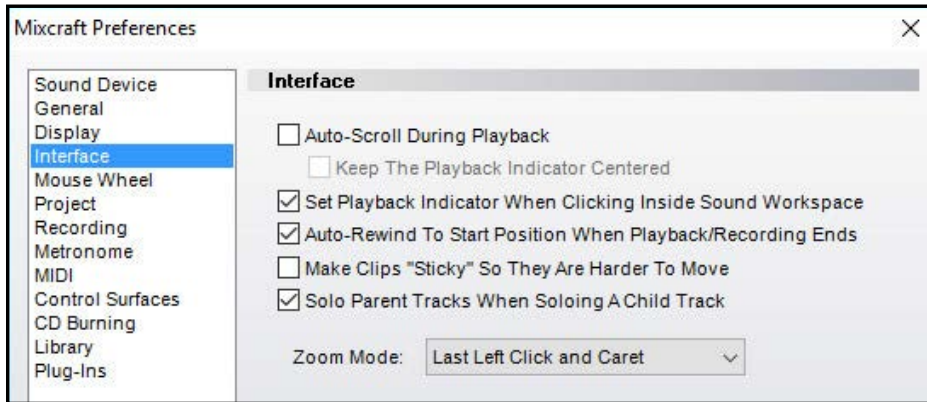 Mixcraft Preferences
Sound Device
General
Display
Interface
Mouse Wheel
Project
Recording
Metronome
MIDI
Control Surfaces
CD Burning
Library
Plug-Ins
Interface
Auto-Scroll During Playback
Keep The Playback Indicator Centered
Set Playback Indicator When Clicking Inside Sound Workspace
Auto-Rewind To Start Position When Playback/Recording Ends
Make Clips "Sticky" So They Are Harder To Move
Solo Parent Tracks When Soloing A Child Track
Zoom Mode: Last Left Click and Caret